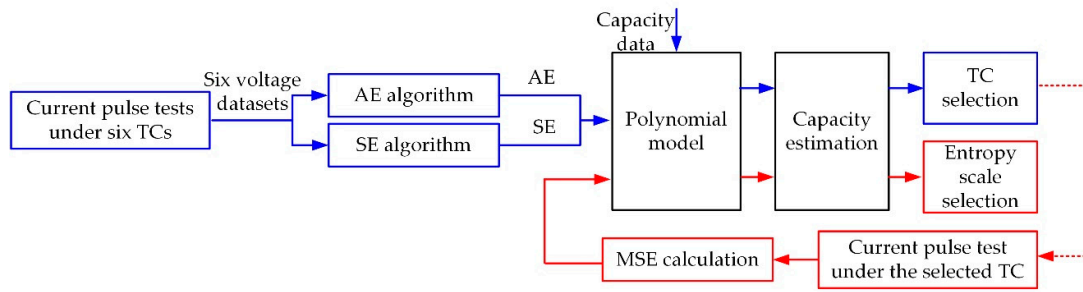 Capacity
data
Six voltage
datasets
Current pulse tests
under six TCs
AE algorithm
SE algorithm
AE
SE
Polynomial
model
Capacity
estimation
TC
selection
Entropy
scale
selection
MSE calculation
Current pulse test
under the selected TC